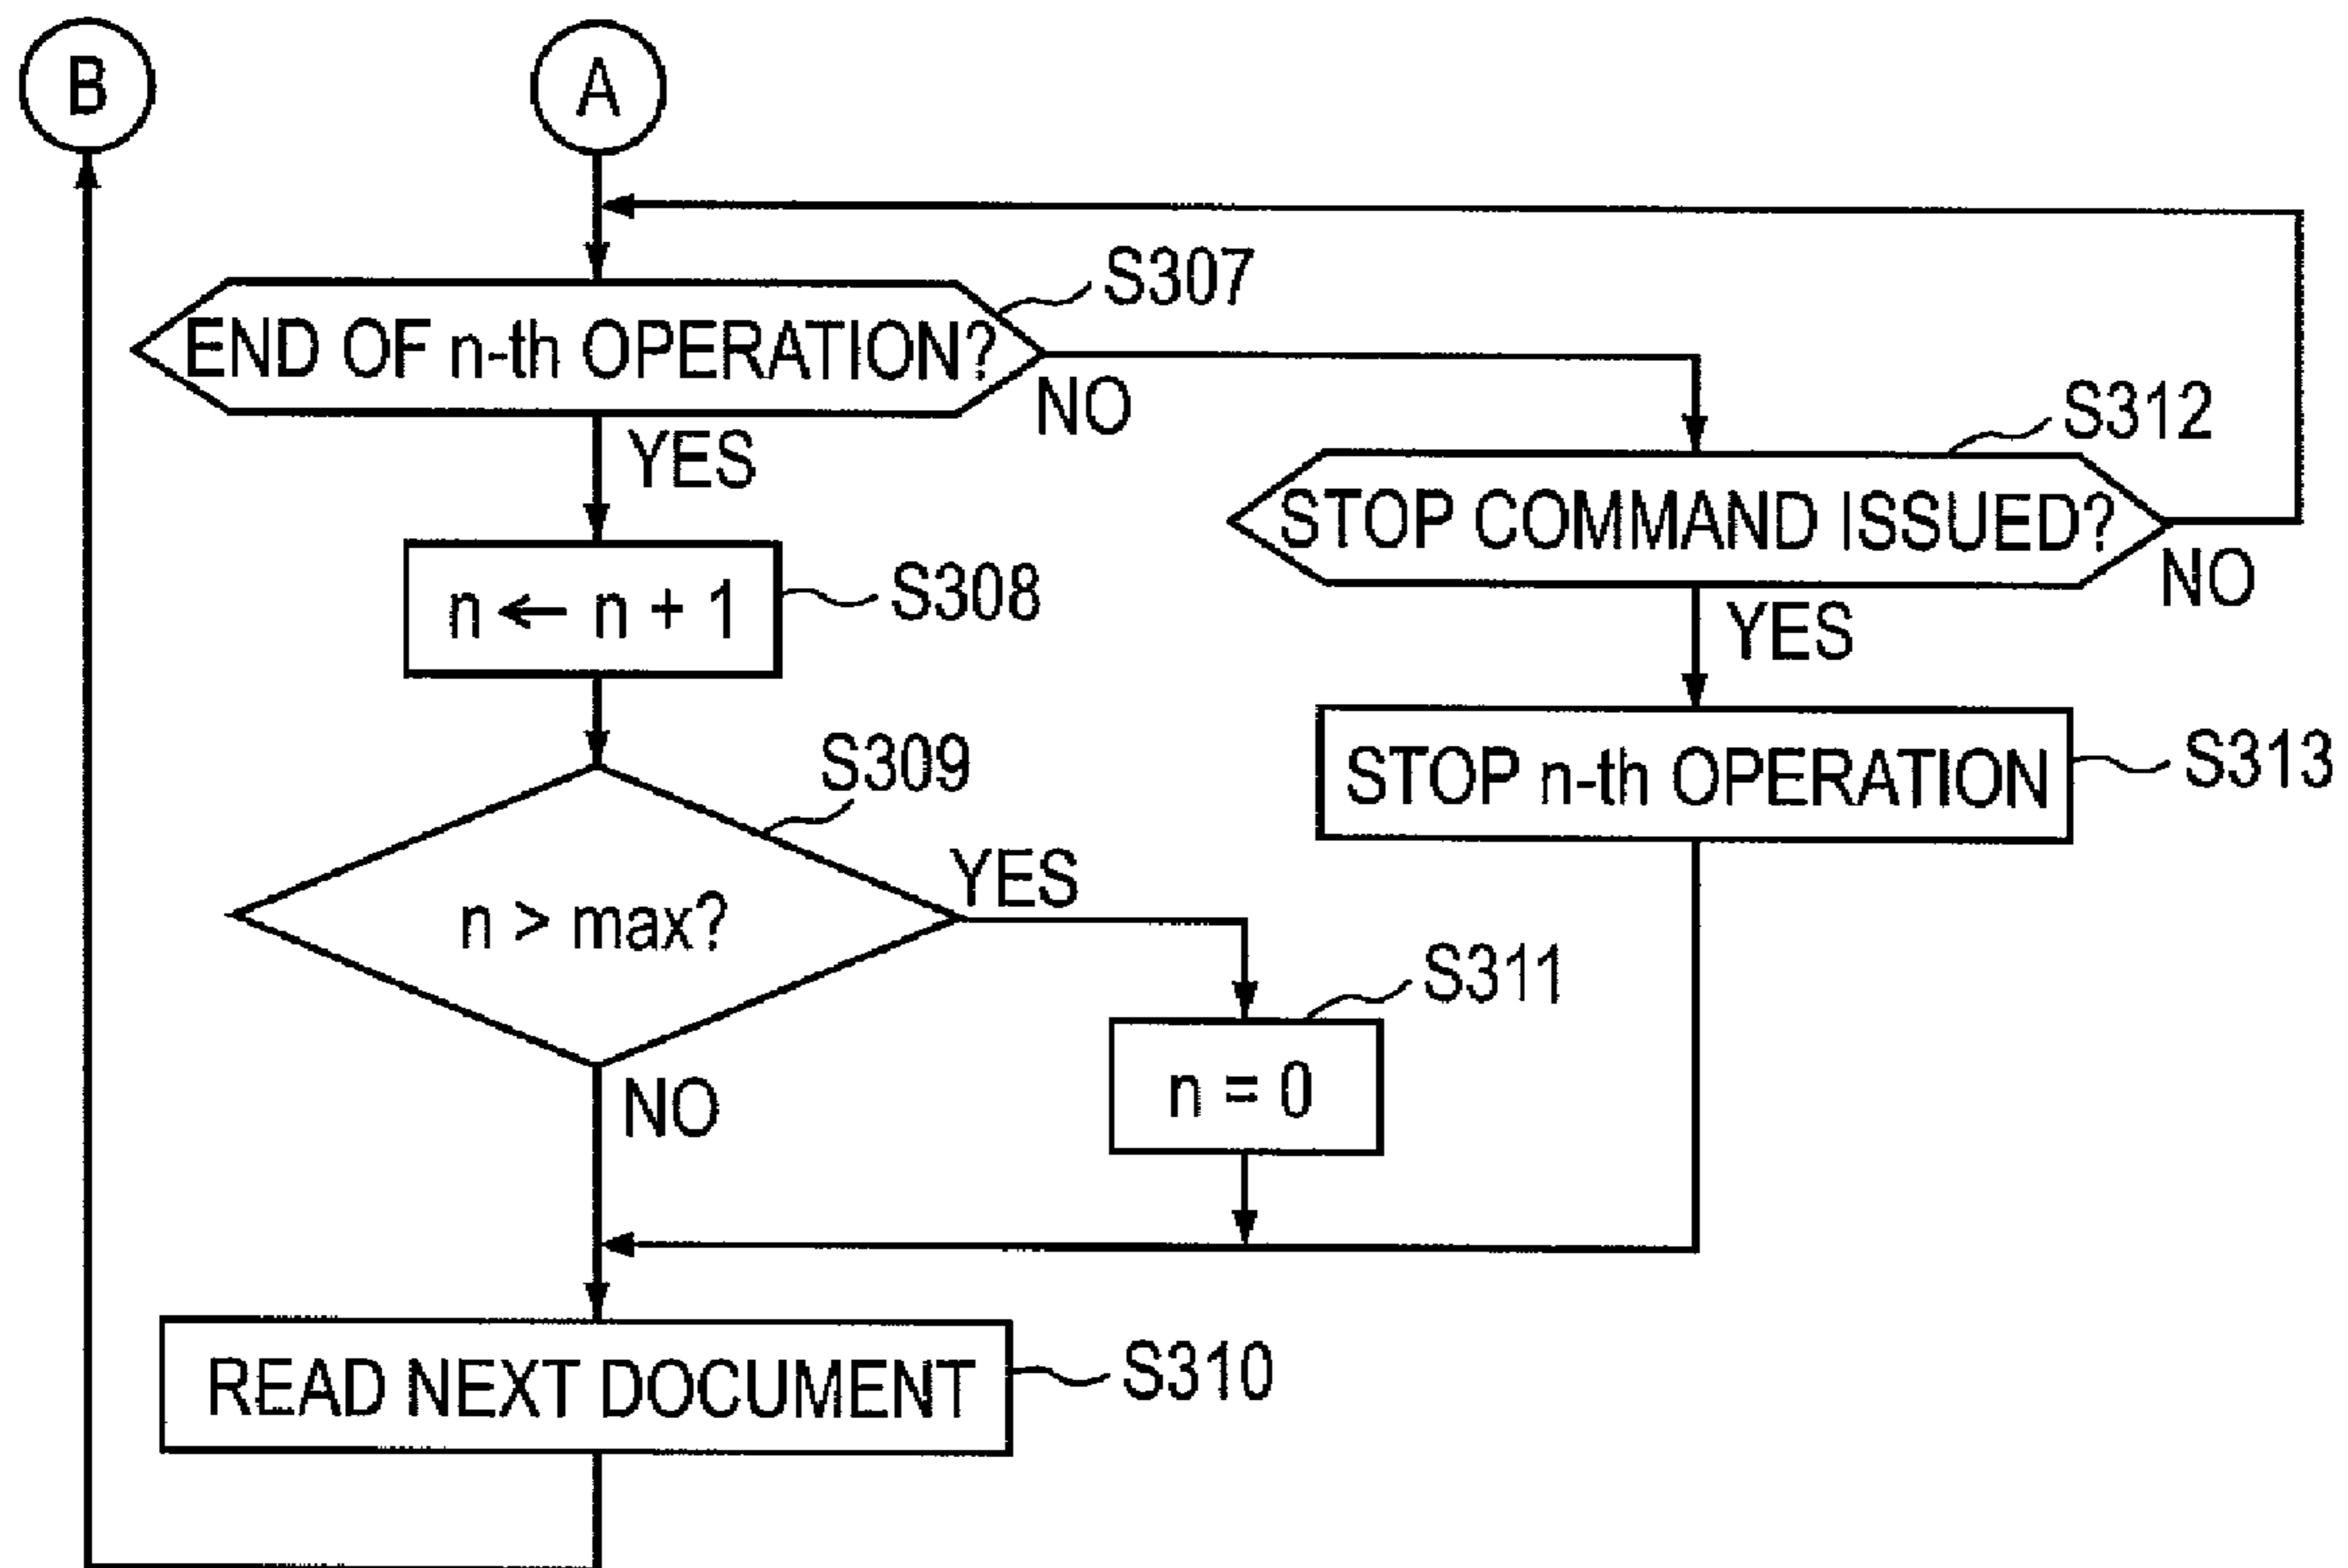 B
A
S307
END OF n-th OPERATION?
NO
YES
S312
STOP COMMAND ISSUED?
NO
YES
n ← n + 1
S308
STOP n-th OPERATION
S313
S309
n > max?
YES
NO
S311
n = 0
READ NEXT DOCUMENT
S310